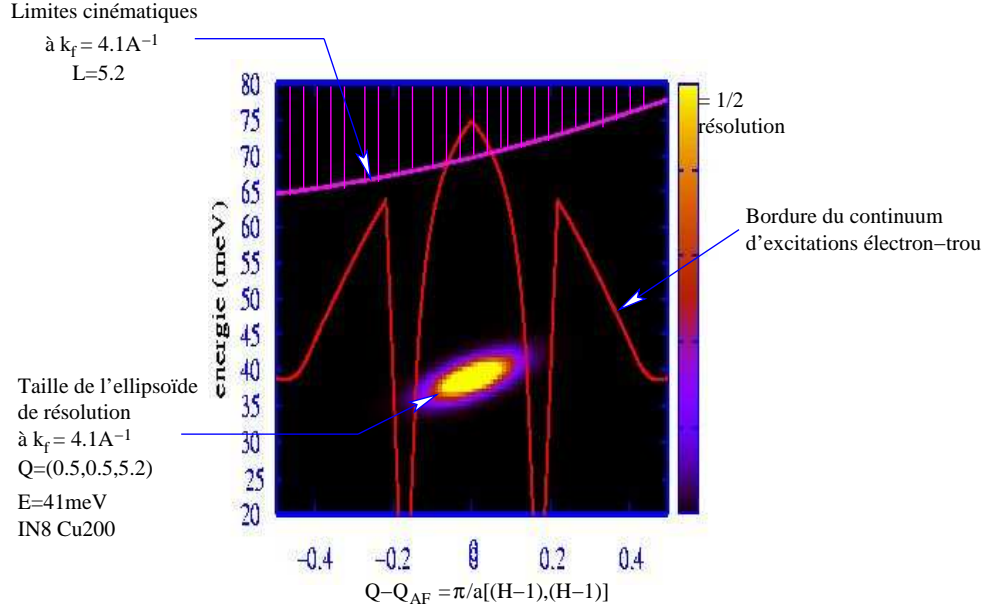 Limites cinématiques
à kf = 4.1A−1
L=5.2
80
75
70
65
60
55
50
45
40
35
30
25
20
energie (meV)
−0.4
−0.2
0
0.2
0.4
Q−QAF =π/a[(H−1),(H−1)]
= 1/2
résolution
Bordure du continuum
d'excitations électron−trou
Taille de l'ellipsoïde
de résolution
à kf = 4.1A−1
Q=(0.5,0.5,5.2)
E=41meV
IN8 Cu200